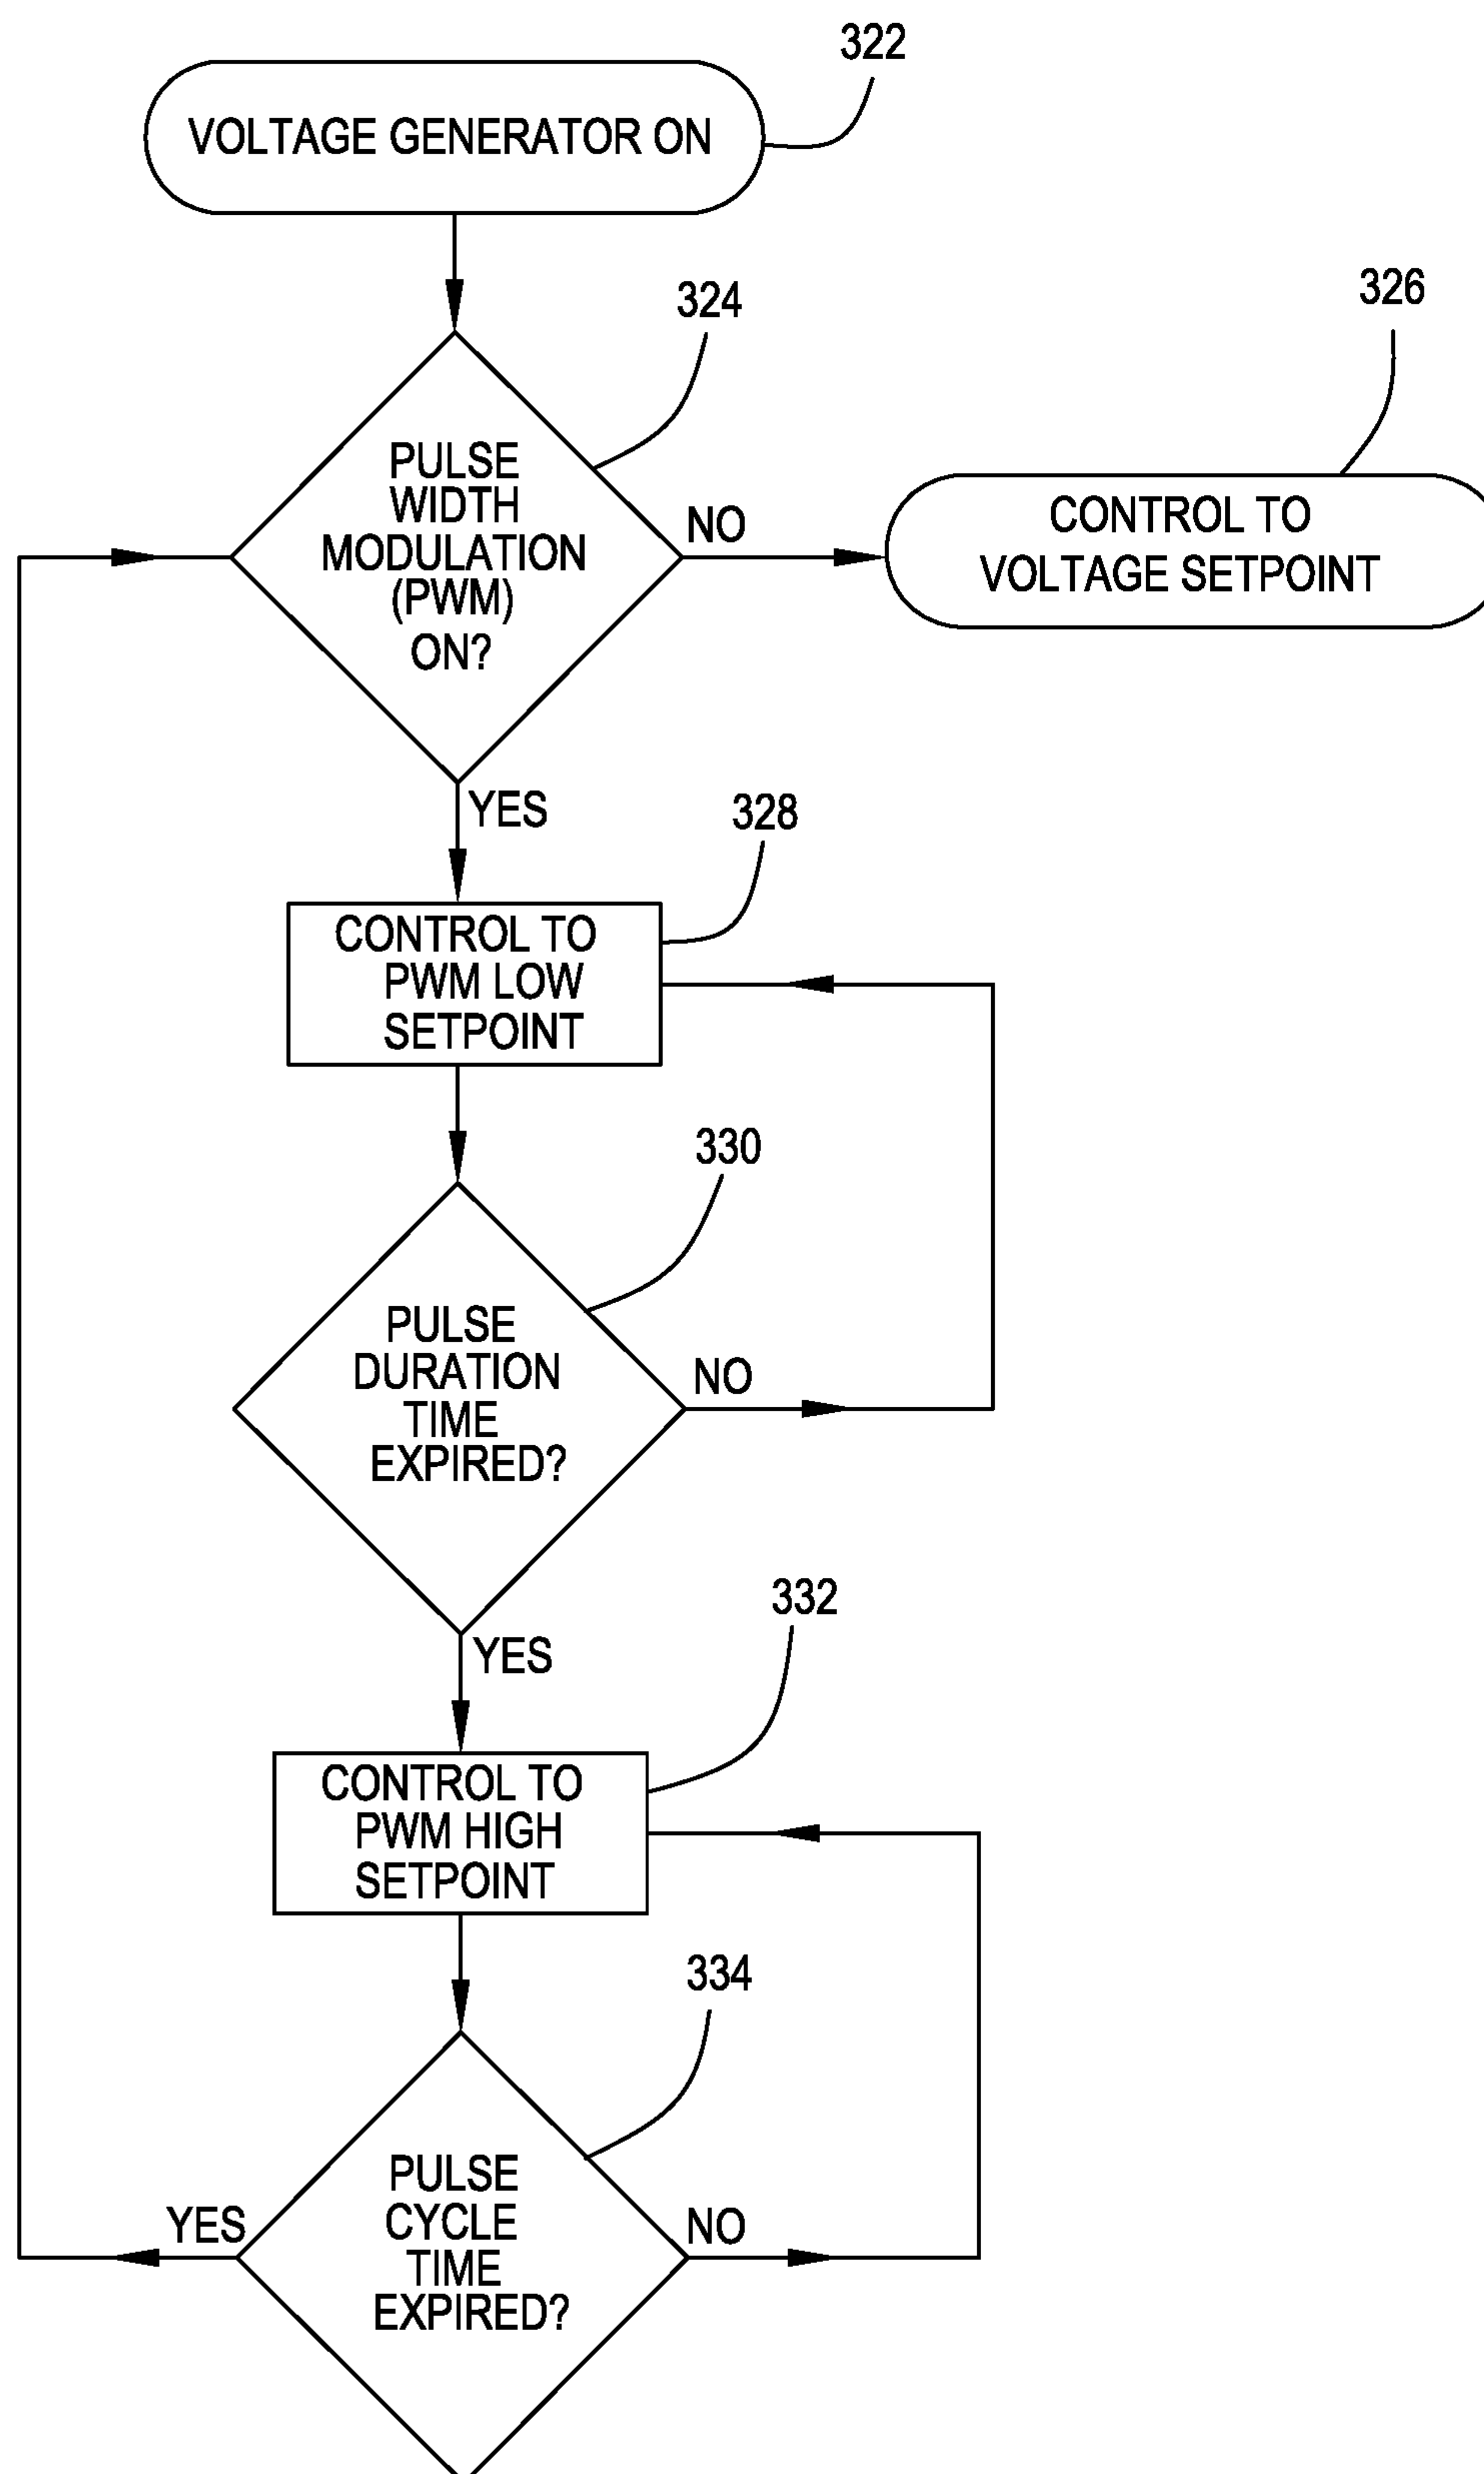 322
VOLTAGE GENERATOR ON
324
326
PULSE
WIDTH
MODULATION
(PWM)
ON?
NO
CONTROL TO
VOLTAGE SETPOINT
YES
328
CONTROL TO
PWM LOW
SETPOINT
330
PULSE
DURATION
TIME
EXPIRED?
NO
YES
332
CONTROL TO
PWM HIGH
SETPOINT
334
PULSE
CYCLE
TIME
EXPIRED?
YES
NO